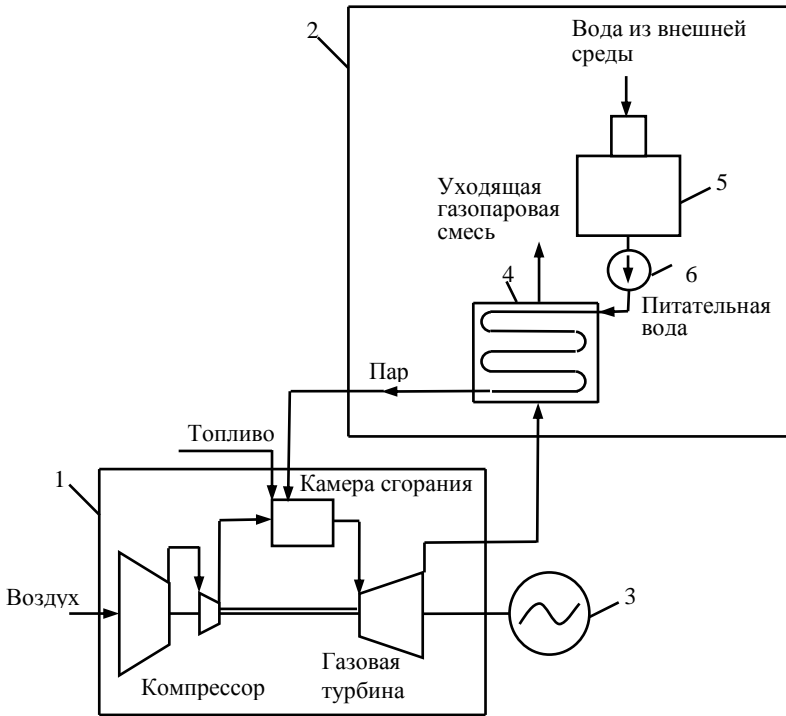 2
Вода из внешней
среды
5
Уходящая
газопаровая
смесь
4
6
Питательная
вода
Пар
Топливо
1
Камера сгорания
Воздух
3
Компрессор
Газовая
турбина